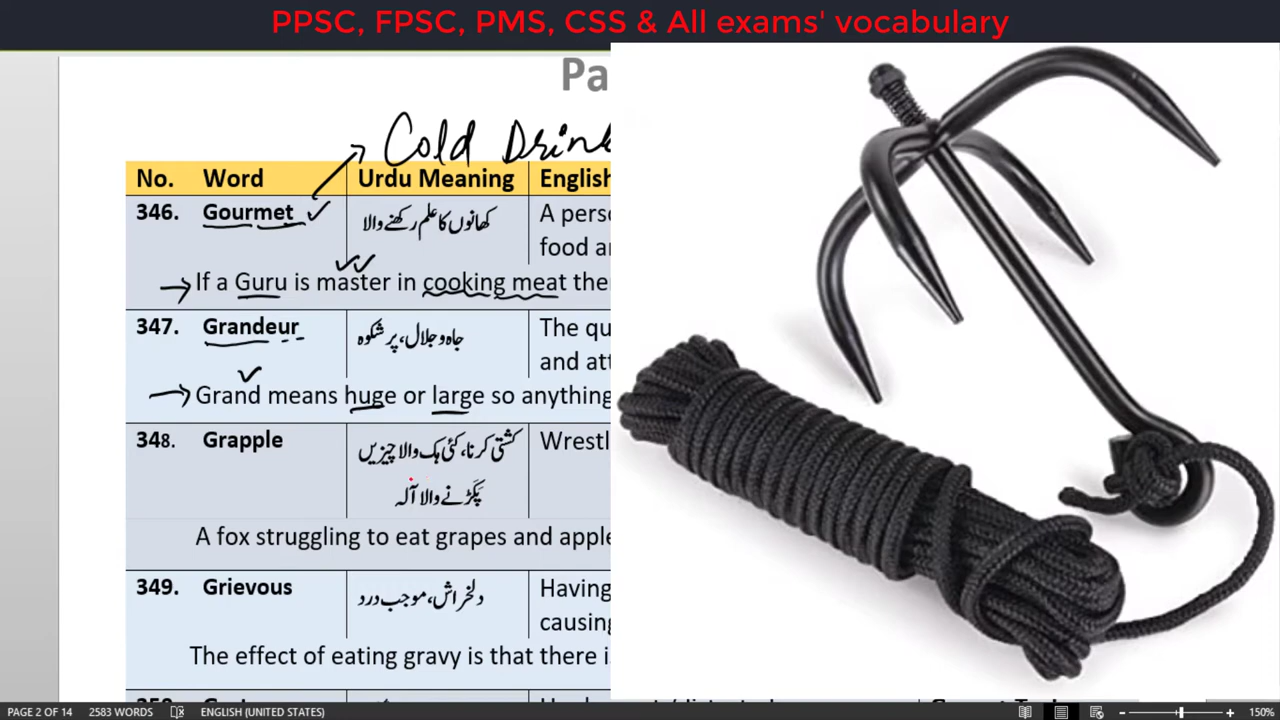 PPSC, FPSC, PMS, CSS & All exams' vocabulary
Pa
Cold Drink
No. Word Urdu Meaning English
346. Gourmet کھانوں کا علم رکھنے والا A perso
food an
If a Guru is master in cooking meat the
347. Grandeur جاہ و جلال، پر شکوہ The qu
and att
Grand means huge or large so anything
348. Grapple کشتی کرنا، کئی ہک والا چیزیں Wrestl
پکڑنے والا آلہ
A fox struggling to eat grapes and apple
349. Grievous دلخراش، موجب درد Having
causing
The effect of eating gravy is that there i
PAGE 2 OF 14 2583 WORDS ENGLISH (UNITED STATES) 150%